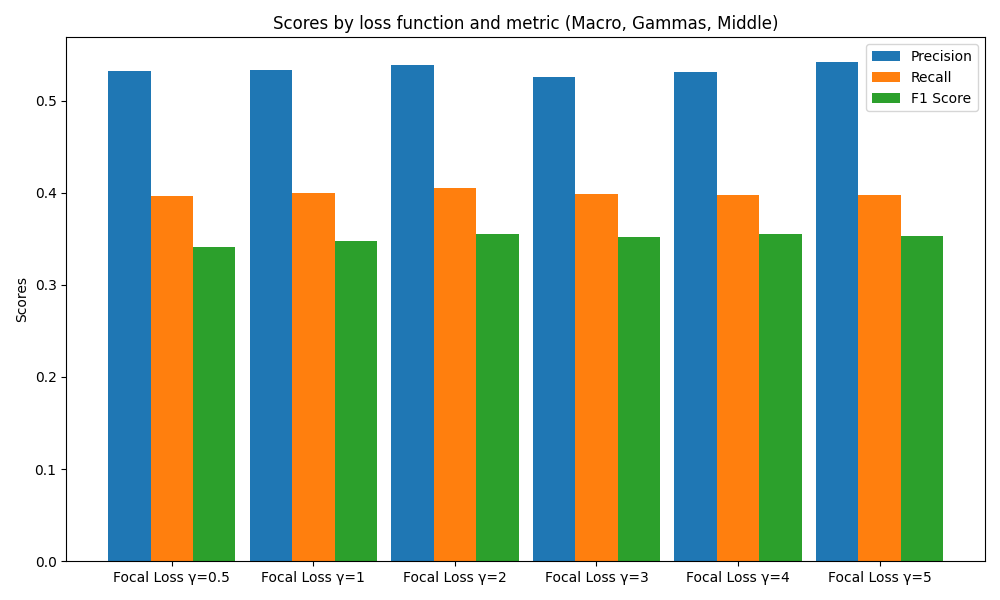 Scores by loss function and metric (Macro, Gammas, Middle)
Precision
Recall
F1 Score
Scores
0.5
0.4
0.3
0.2
0.1
0.0
Focal Loss γ=0.5
Focal Loss γ=1
Focal Loss γ=2
Focal Loss γ=3
Focal Loss γ=4
Focal Loss γ=5